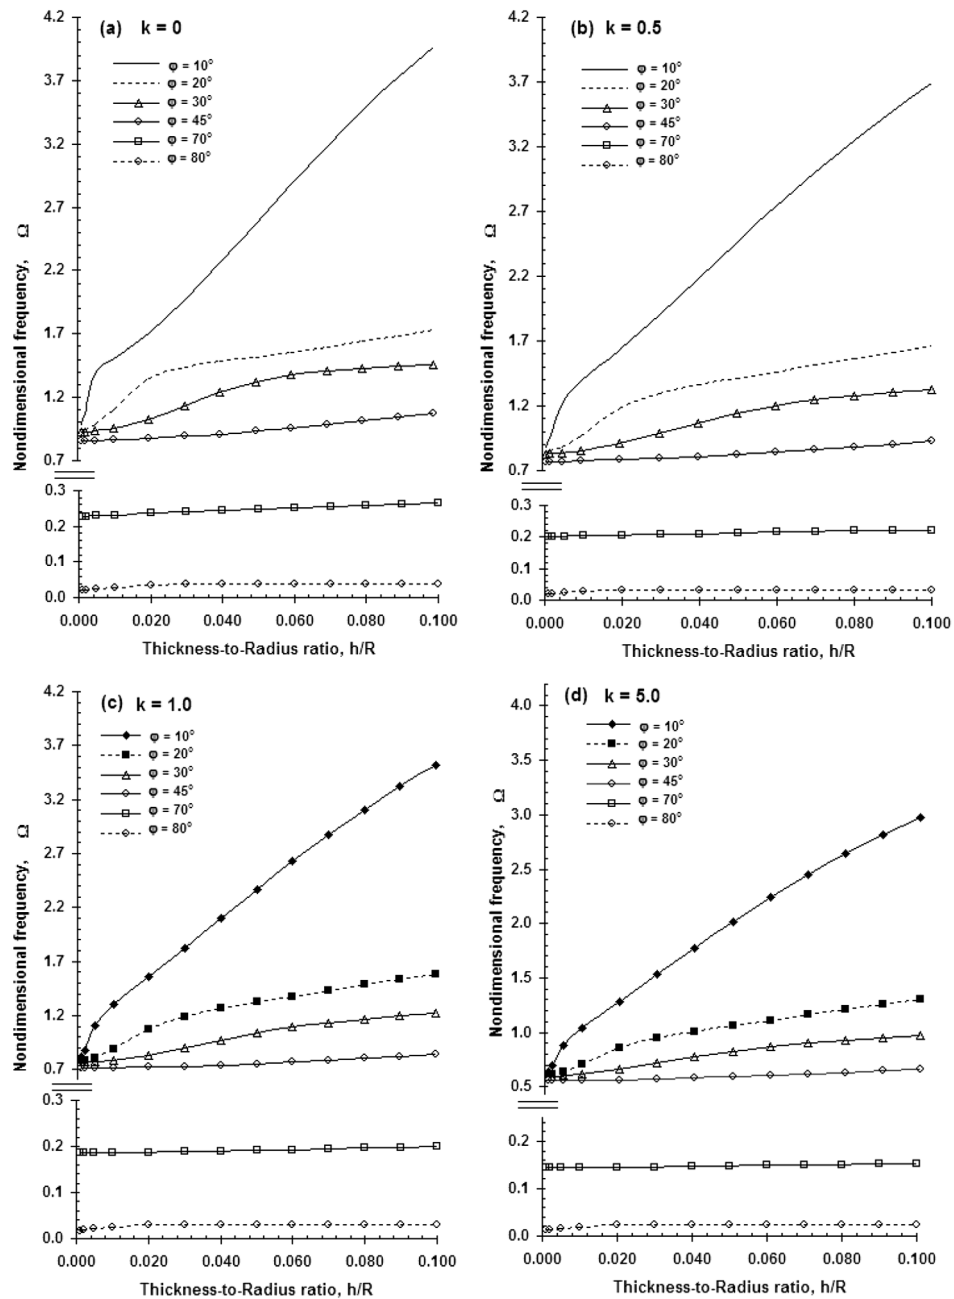 (a) k = 0
φ = 10°
φ = 20°
φ = 30°
φ = 45°
φ = 70°
φ = 80°
4.2
3.7
3.2
2.7
2.2
1.7
1.2
0.7
0.3
0.2
0.1
0.0
0.000 0.020 0.040 0.060 0.080 0.100
Nondimensional frequency, Ω
Thickness-to-Radius ratio, h/R
(b) k = 0.5
φ = 10°
φ = 20°
φ = 30°
φ = 45°
φ = 70°
φ = 80°
4.2
3.7
3.2
2.7
2.2
1.7
1.2
0.7
0.3
0.2
0.1
0.0
0.000 0.020 0.040 0.060 0.080 0.100
Nondimensional frequency, Ω
Thickness-to-Radius ratio, h/R
(c) k = 1.0
φ = 10°
φ = 20°
φ = 30°
φ = 45°
φ = 70°
φ = 80°
4.2
3.7
3.2
2.7
2.2
1.7
1.2
0.7
0.3
0.2
0.1
0.0
0.000 0.020 0.040 0.060 0.080 0.100
Nondimensional frequency, Ω
Thickness-to-Radius ratio, h/R
(d) k = 5.0
φ = 10°
φ = 20°
φ = 30°
φ = 45°
φ = 70°
φ = 80°
4.0
3.5
3.0
2.5
2.0
1.5
1.0
0.5
0.2
0.1
0.0
0.000 0.020 0.040 0.060 0.080 0.100
Nondimensional frequency, Ω
Thickness-to-Radius ratio, h/R